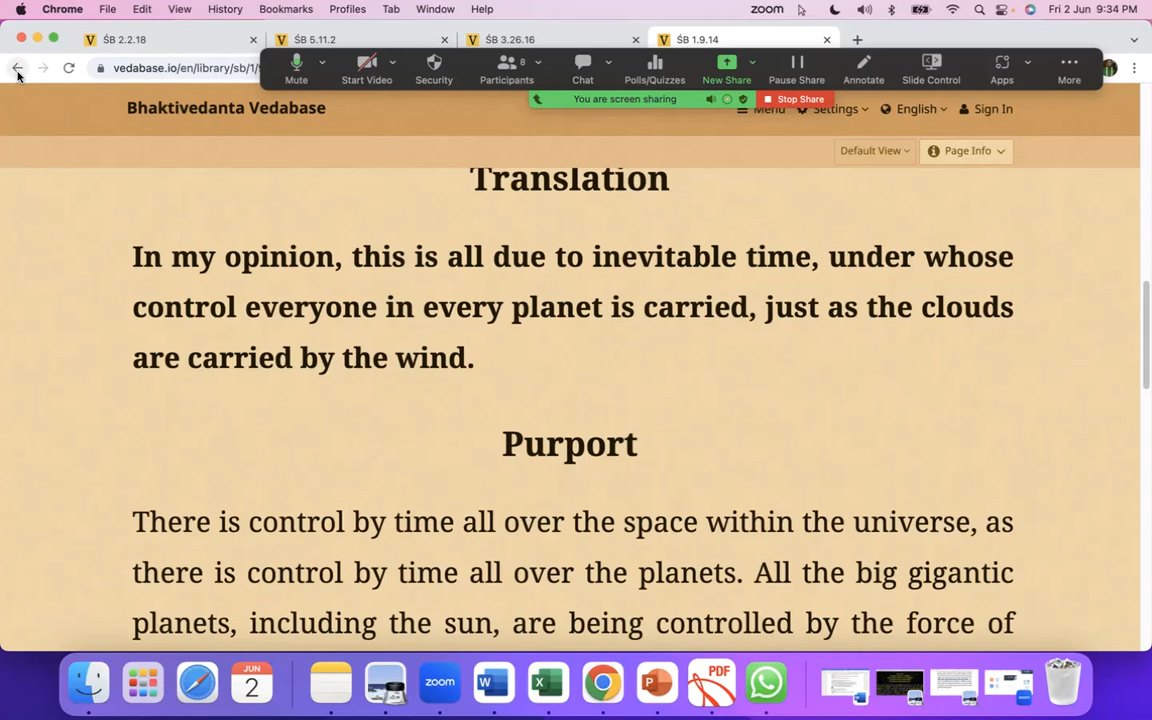 Chrome File Edit View History Bookmarks Profiles Tab Window Help zoom Fri 2 Jun 9:34 PM
V ŚB 2.2.18 V ŚB 5.11.2 V ŚB 3.26.16 V ŚB 1.9.14
vedabase.io/en/library/sb/1/
Mute Start Video Security Participants 8 Chat Polls/Quizzes New Share Pause Share Annotate Slide Control Apps More
You are screen sharing Stop Share
Bhaktivedanta Vedabase Menu Settings English Sign In
Default View Page Info
Translation
In my opinion, this is all due to inevitable time, under whose
control everyone in every planet is carried, just as the clouds
are carried by the wind.
Purport
There is control by time all over the space within the universe, as
there is control by time all over the planets. All the big gigantic
planets, including the sun, are being controlled by the force of
JUN
2
zoom
PDF